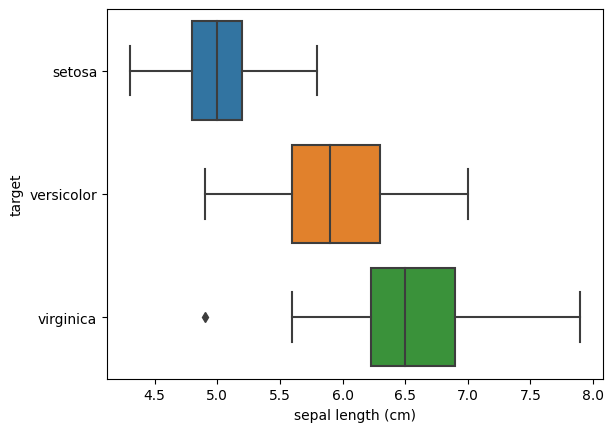 setosa
versicolor
virginica
target
4.5 5.0 5.5 6.0 6.5 7.0 7.5 8.0
sepal length (cm)